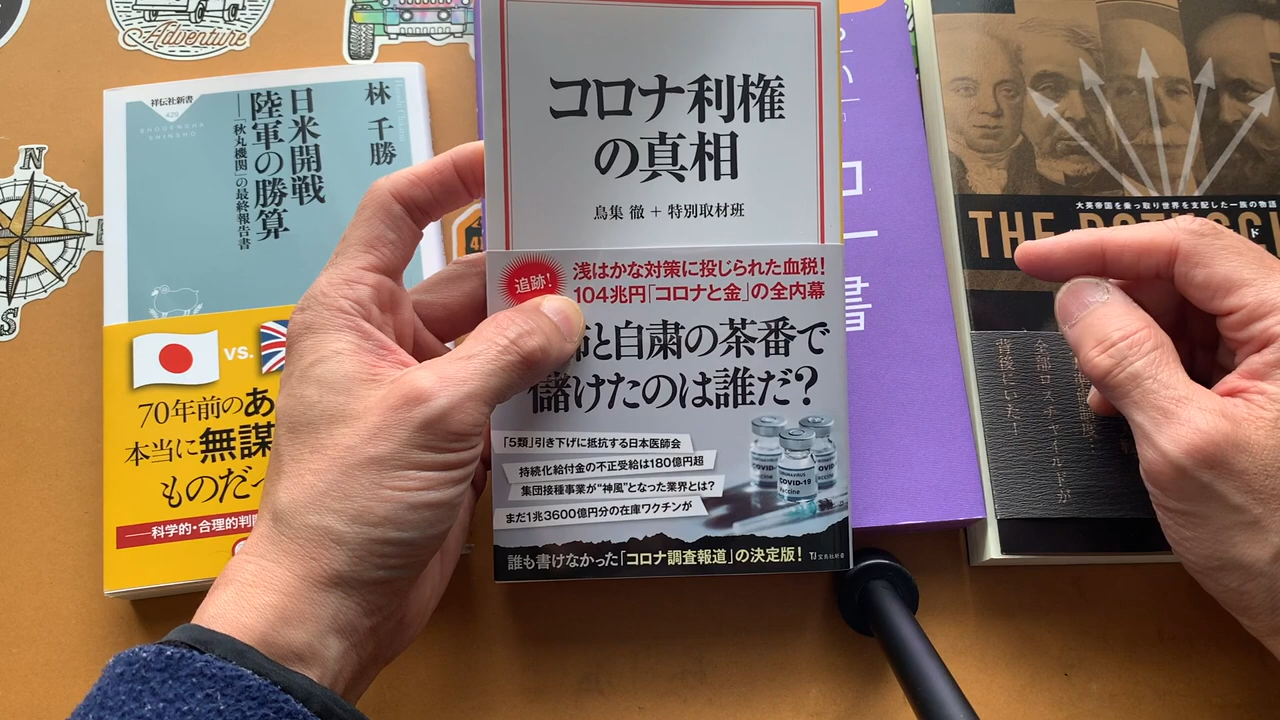 Adventure
N
S
祥伝社新書
429
SHODENSHA
SHINSHO
林 千勝
日米開戦
陸軍の勝算
―「秋丸機関」の最終報告書
VS.
70年前のあ
本当に無謀
ものだっ
――科学的・合理的判断
コロナ利権
の真相
鳥集 徹 + 特別取材班
追跡!
浅はかな対策に投じられた血税!
104兆円「コロナと金」の全内幕
と自粛の茶番で
儲けたのは誰だ?
「5類」引き下げに抵抗する日本医師会
持続化給付金の不正受給は180億円超
集団接種事業が“神風”となった業界とは?
まだ1兆3600億円分の在庫ワクチンが
COVID-19
Vaccine
誰も書けなかった「コロナ調査報道」の決定版!
TJ 宝島社新書
ロ
ー
書
大英帝国を乗っ取り世界を支配した一族の物語
THE ROTHSCH
ド
全部ロスチャイルドが
背後にいた!